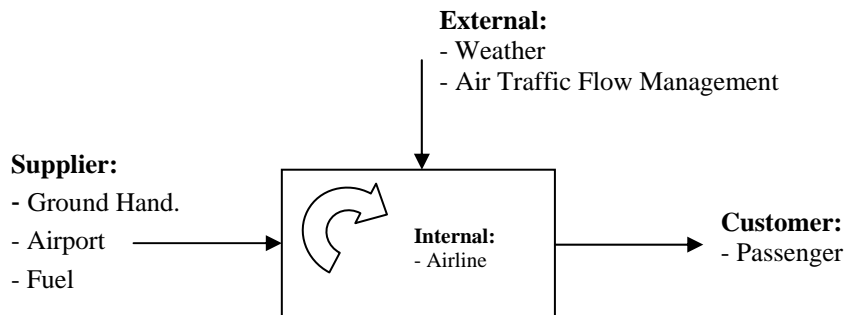 External:
- Weather
- Air Traffic Flow Management
Supplier:
- Ground Hand.
- Airport
- Fuel
Internal:
- Airline
Customer:
- Passenger